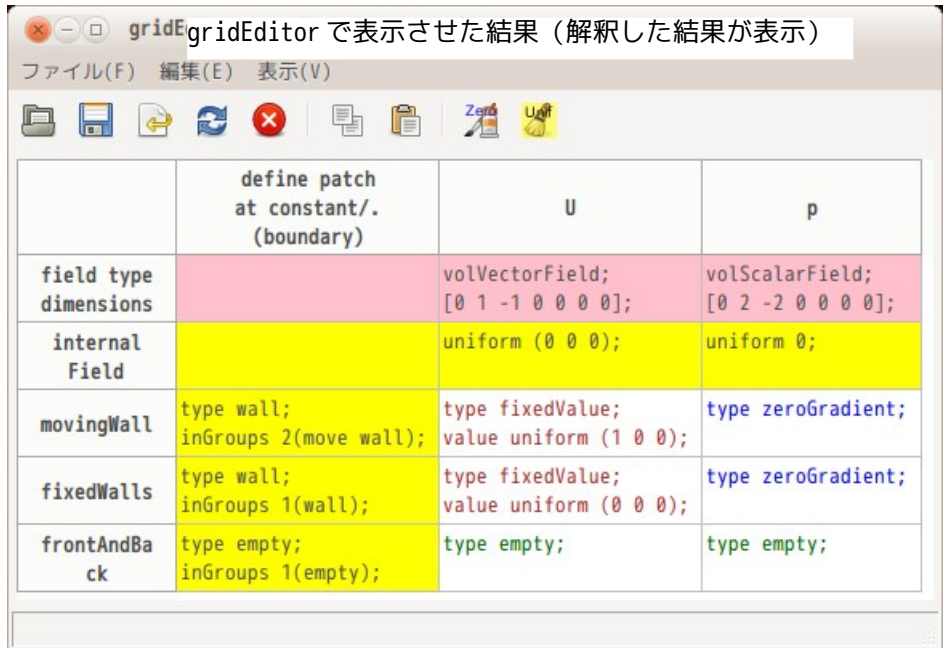 gridE
gridEditor で表示させた結果（解釈した結果が表示）
ファイル(F) 編集(E) 表示(V)
Zero
Unif
define patch
at constant/.
(boundary)
U
p
field type
dimensions
volVectorField;
[0 1 -1 0 0 0 0];
volScalarField;
[0 2 -2 0 0 0 0];
internal
Field
uniform (0 0 0);
uniform 0;
movingWall
type wall;
inGroups 2(move wall);
type fixedValue;
value uniform (1 0 0);
type zeroGradient;
fixedWalls
type wall;
inGroups 1(wall);
type fixedValue;
value uniform (0 0 0);
type zeroGradient;
frontAndBa
ck
type empty;
inGroups 1(empty);
type empty;
type empty;